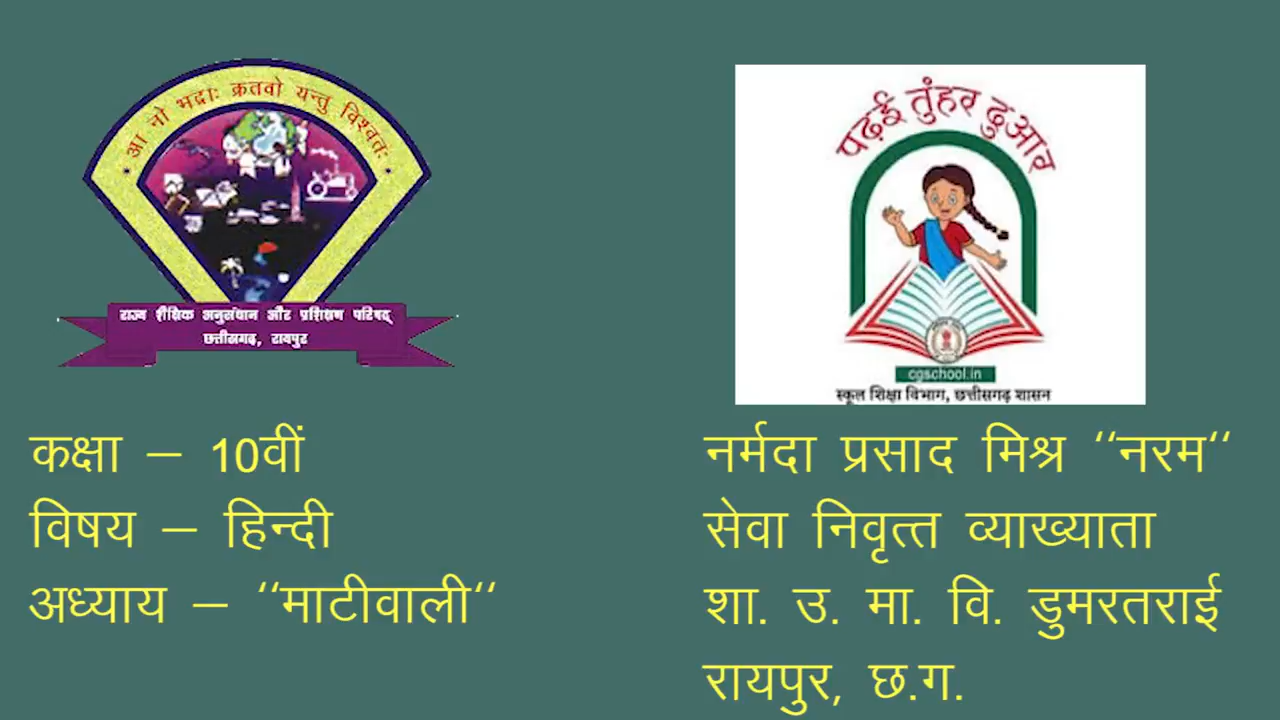 आ नो भद्राः क्रतवो यन्तु विश्वतः
राज्य शैक्षिक अनुसंधान और प्रशिक्षण परिषद्
छत्तीसगढ़, रायपुर
पढ़ई तुंहर दुआर
cgschool.in
स्कूल शिक्षा विभाग, छत्तीसगढ़ शासन
कक्षा – 10वीं
विषय – हिन्दी
अध्याय – ‘‘माटीवाली‘‘
नर्मदा प्रसाद मिश्र ‘‘नरम‘‘
सेवा निवृत्त व्याख्याता
शा. उ. मा. वि. डुमरतराई
रायपुर, छ.ग.